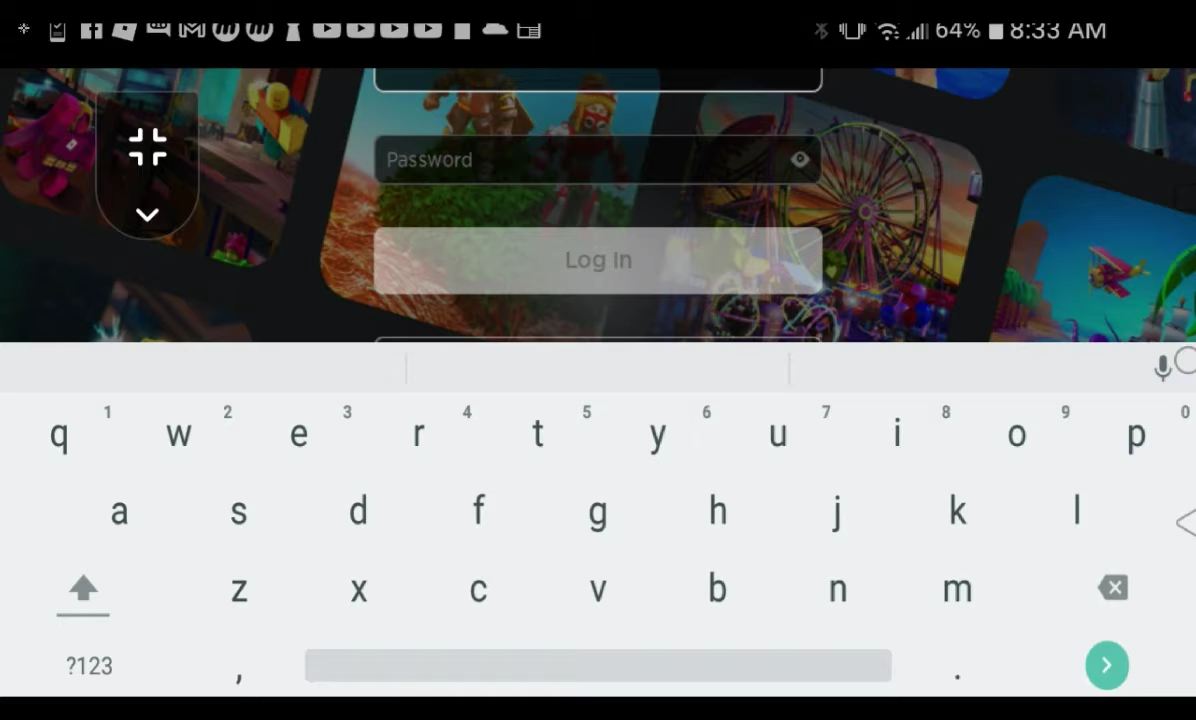 64% 8:33 AM
Password
Log In
1 2 3 4 5 6 7 8 9 0
q w e r t y u i o p
a s d f g h j k l
z x c v b n m
?123 , .